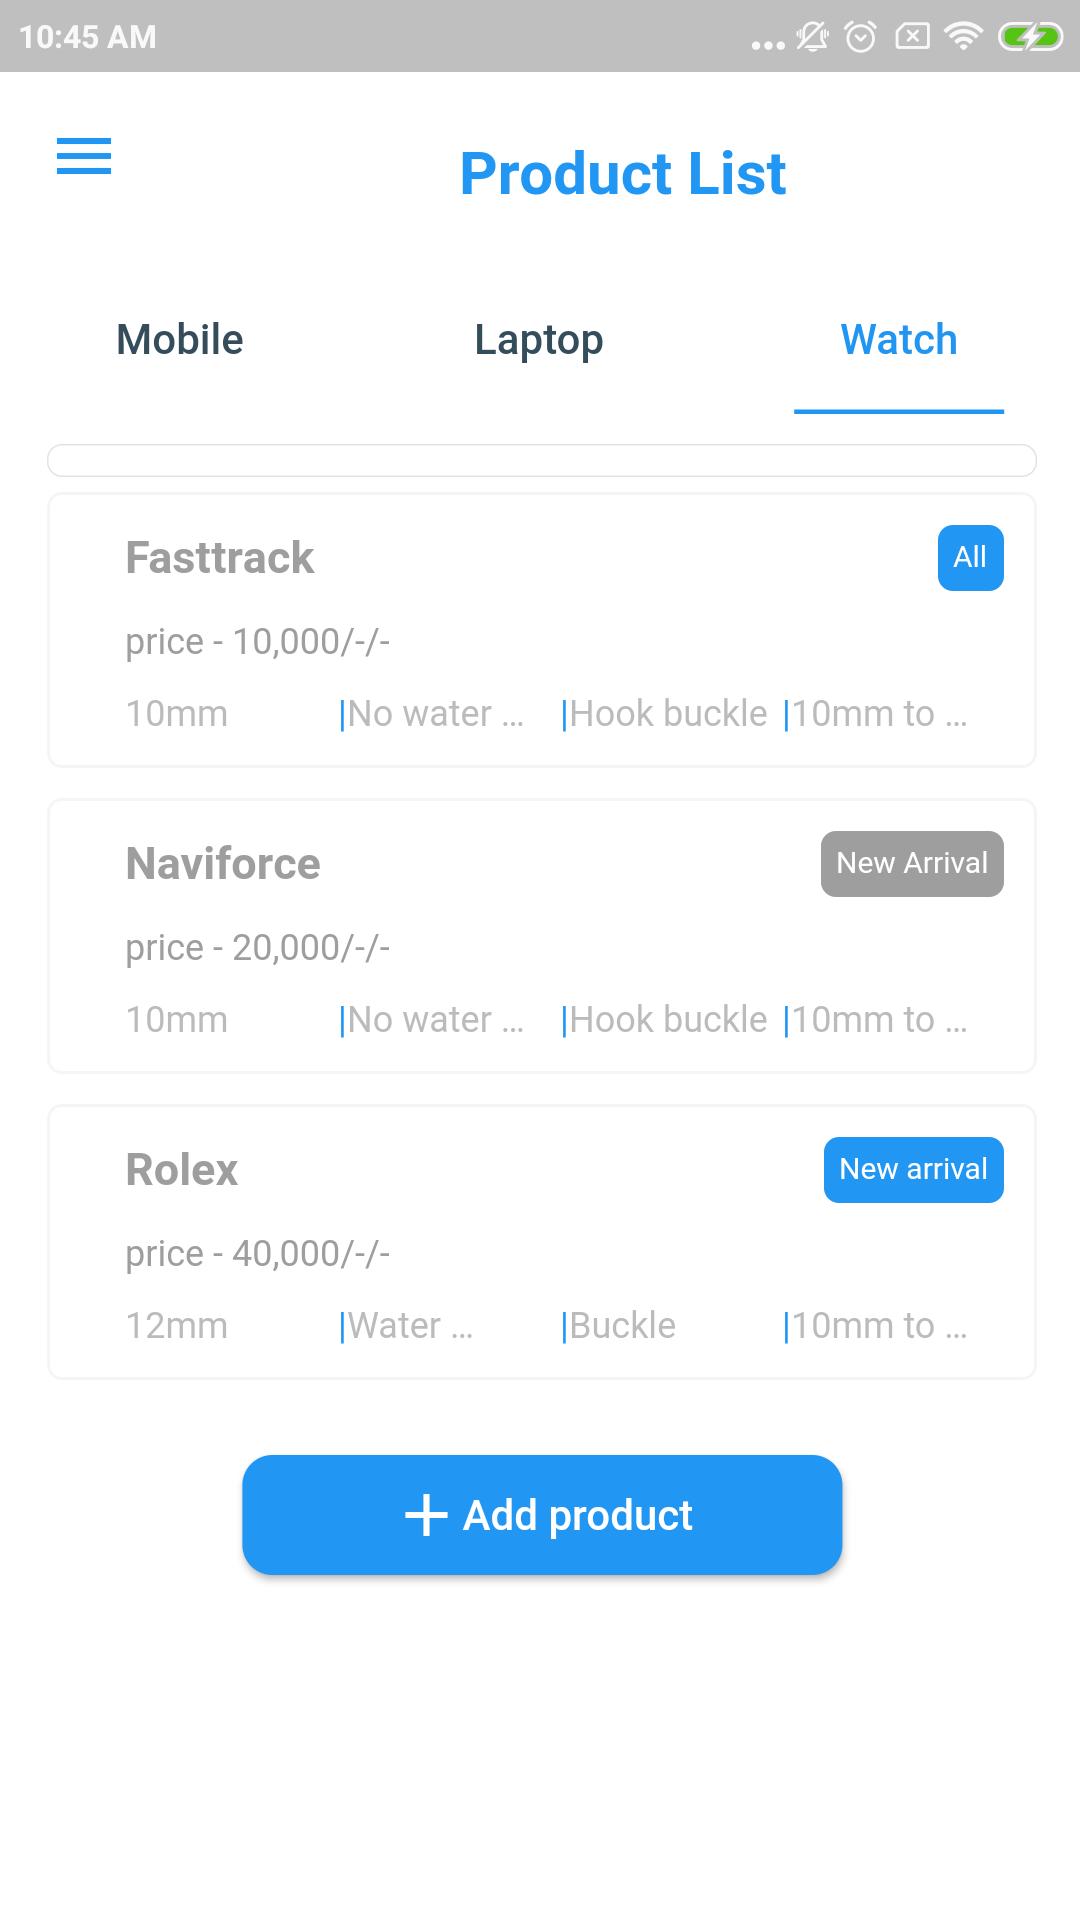 10:45 AM
Product List
Mobile Laptop Watch
Fasttrack All
price - 10,000/-/-
10mm |No water ... |Hook buckle |10mm to ...
Naviforce New Arrival
price - 20,000/-/-
10mm |No water ... |Hook buckle |10mm to ...
Rolex New arrival
price - 40,000/-/-
12mm |Water ... |Buckle |10mm to ...
+ Add product